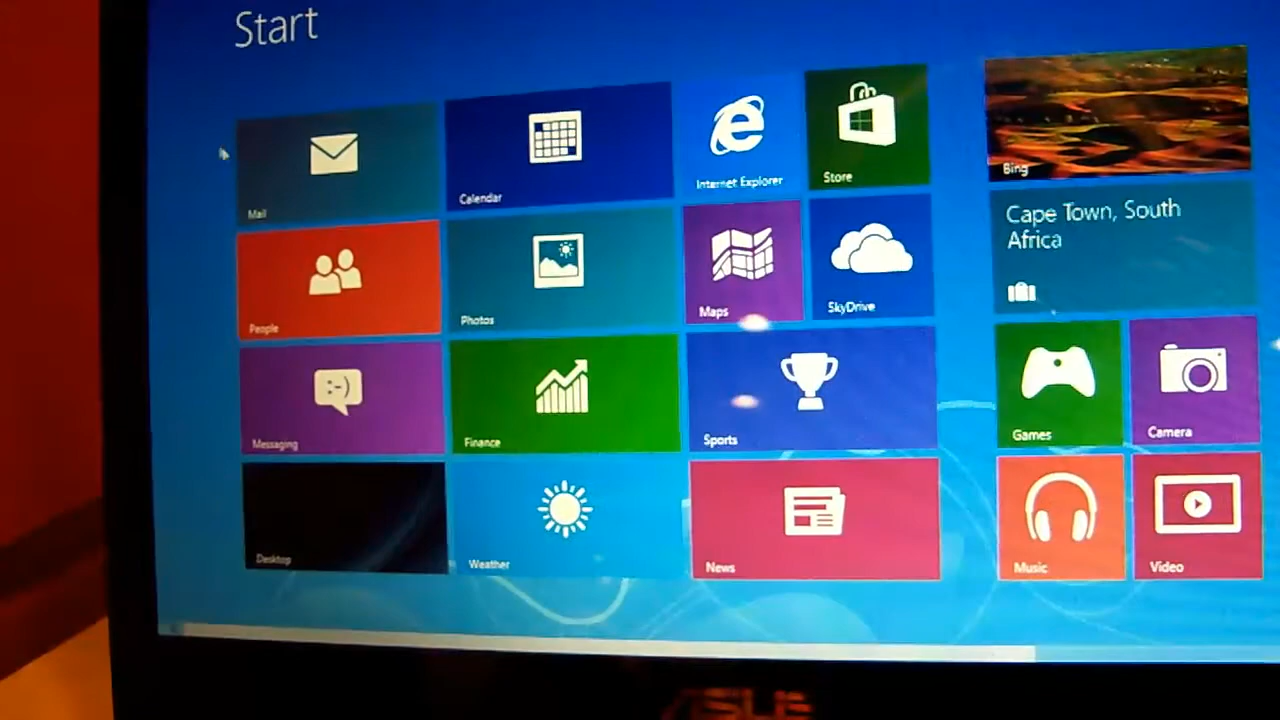 Start
Mail
Calendar
Internet Explorer
Store
Bing
People
Photos
Maps
SkyDrive
Cape Town, South
Africa
Messaging
:-)
Finance
Sports
Games
Camera
Desktop
Weather
News
Music
Video
ASUS